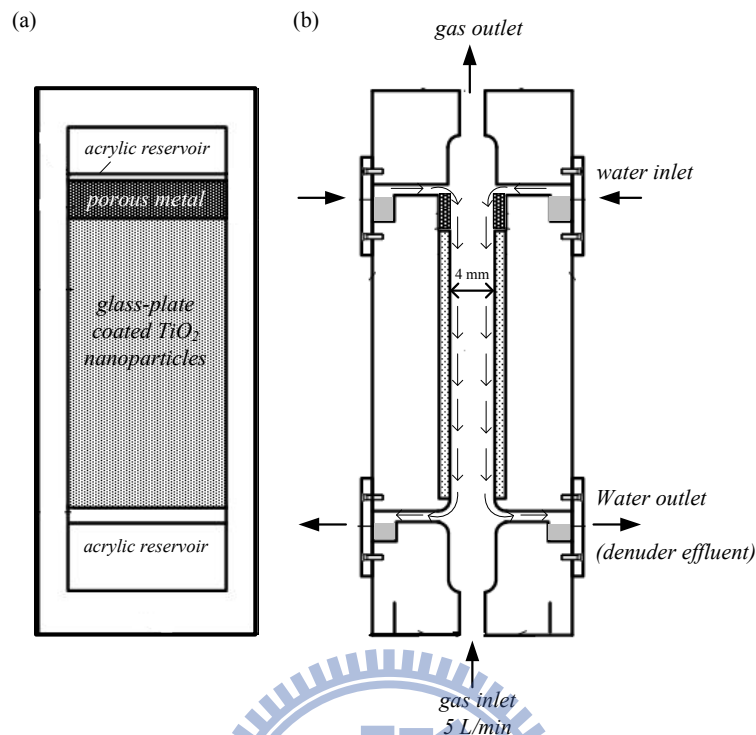 (a)
acrylic reservoir
porous metal
glass-plate
coated TiO₂
nanoparticles
acrylic reservoir
(b)
gas outlet
water inlet
4 mm
Water outlet
(denuder effluent)
gas inlet
5 L/min